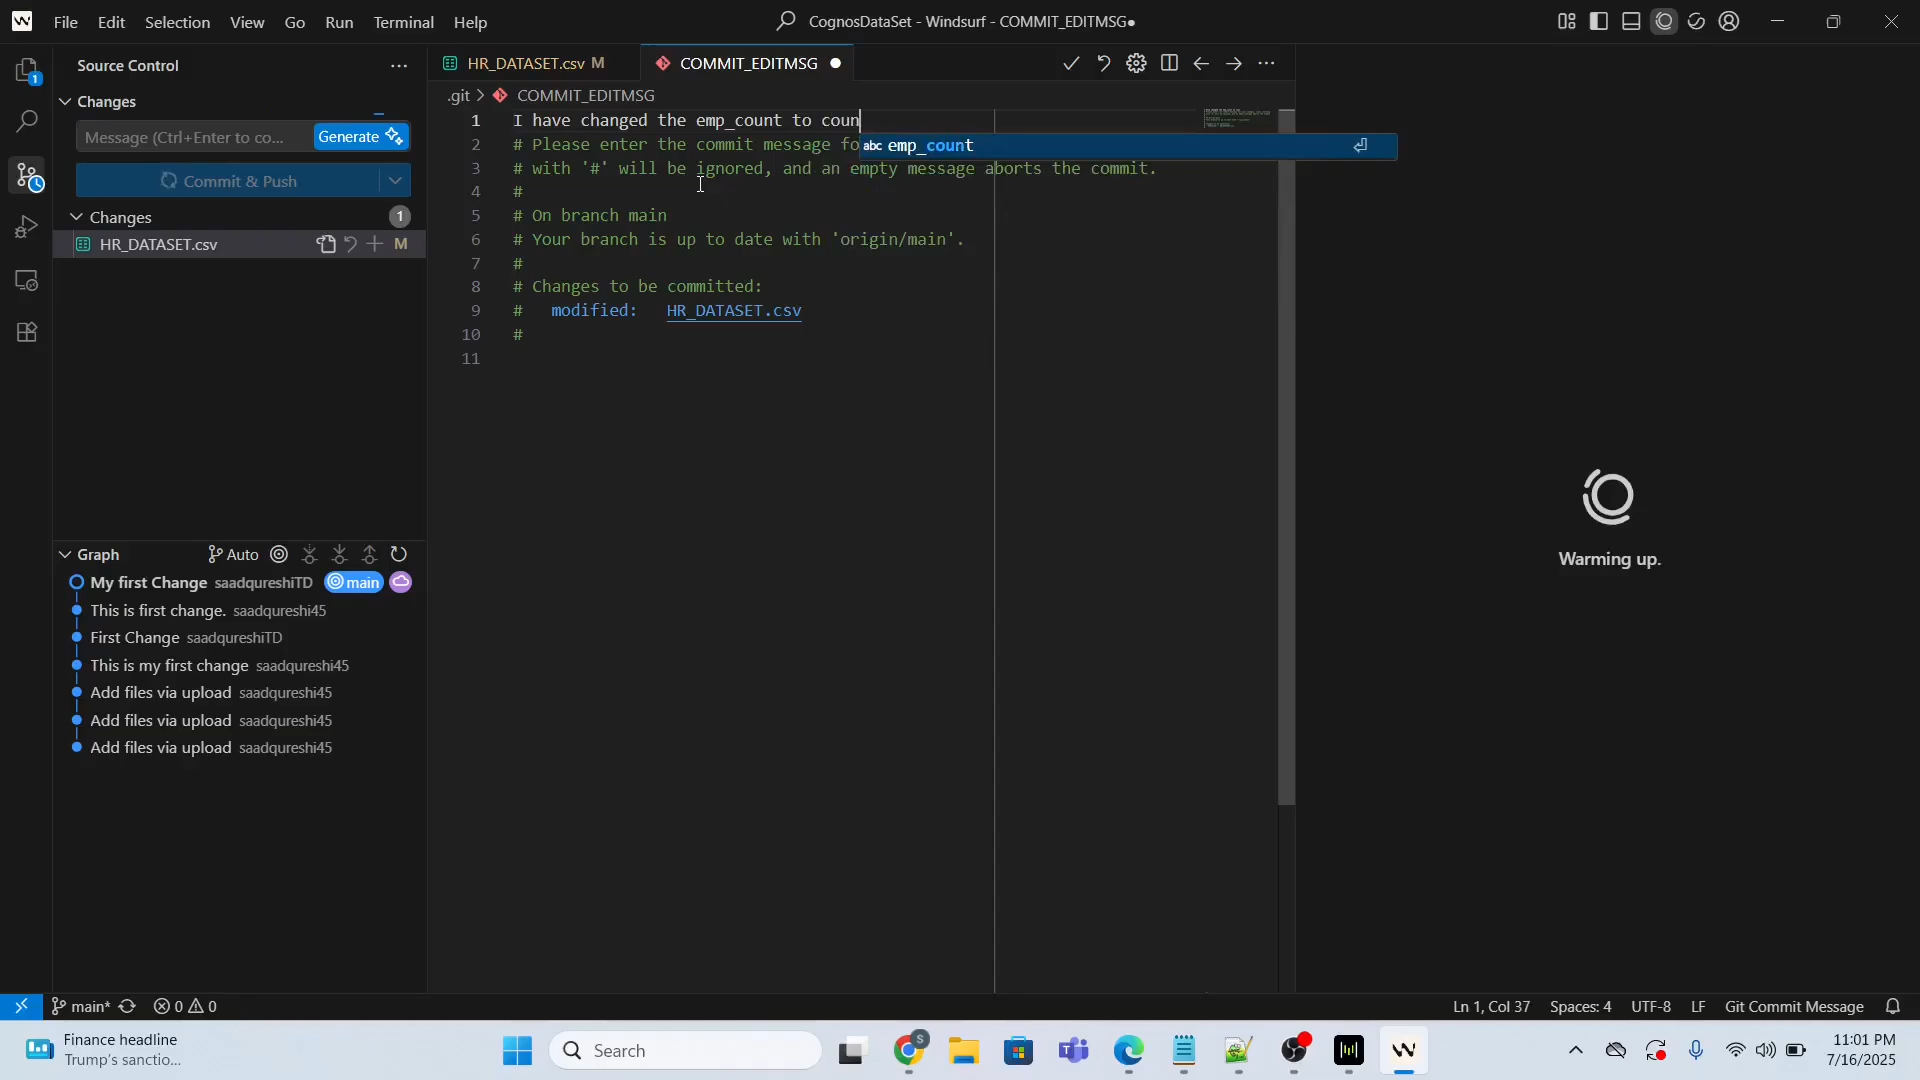 File Edit Selection View Go Run Terminal Help
CognosDataSet - Windsurf - COMMIT_EDITMSG●
Source Control
Changes
Message (Ctrl+Enter to co...
Generate
Commit & Push
Changes 1
HR_DATASET.csv M
Graph Auto
My first Change saadqureshiTD main
This is first change. saadqureshi45
First Change saadqureshiTD
This is my first change saadqureshi45
Add files via upload saadqureshi45
Add files via upload saadqureshi45
Add files via upload saadqureshi45
HR_DATASET.csv M
COMMIT_EDITMSG
.git > COMMIT_EDITMSG
1 I have changed the emp_count to coun
abc emp_count
2 # Please enter the commit message fo
3 # with '#' will be ignored, and an empty message aborts the commit.
4 #
5 # On branch main
6 # Your branch is up to date with 'origin/main'.
7 #
8 # Changes to be committed:
9 # modified: HR_DATASET.csv
10 #
11
Warming up.
main* 0 0
Ln 1, Col 37 Spaces: 4 UTF-8 LF Git Commit Message
Finance headline
Trump's sanctio...
Search
11:01 PM
7/16/2025